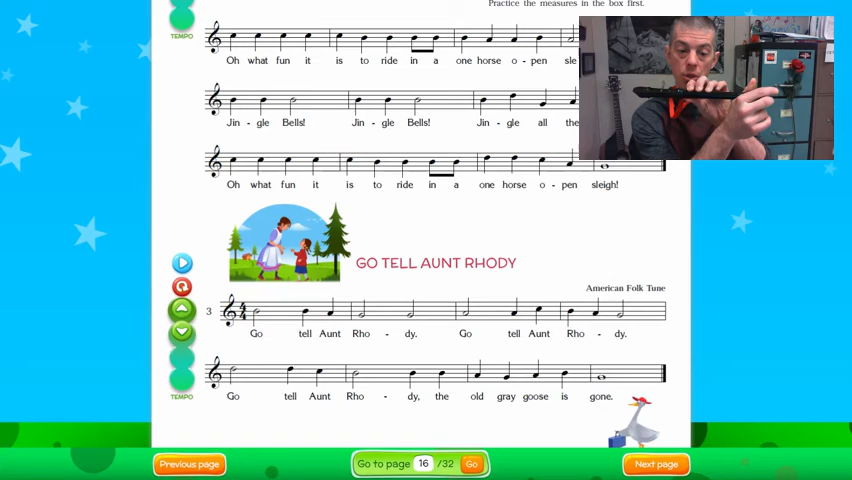 Practice the measures in the box first.
TEMPO
Oh what fun it is to ride in a one horse o - pen sle
Jin - gle Bells! Jin - gle Bells! Jin - gle all the
Oh what fun it is to ride in a one horse o - pen sleigh!
GO TELL AUNT RHODY
American Folk Tune
3
4
4
Go tell Aunt Rho - dy. Go tell Aunt Rho - dy.
Go tell Aunt Rho - dy, the old gray goose is gone.
TEMPO
Previous page
Go to page 16 /32 Go
Next page